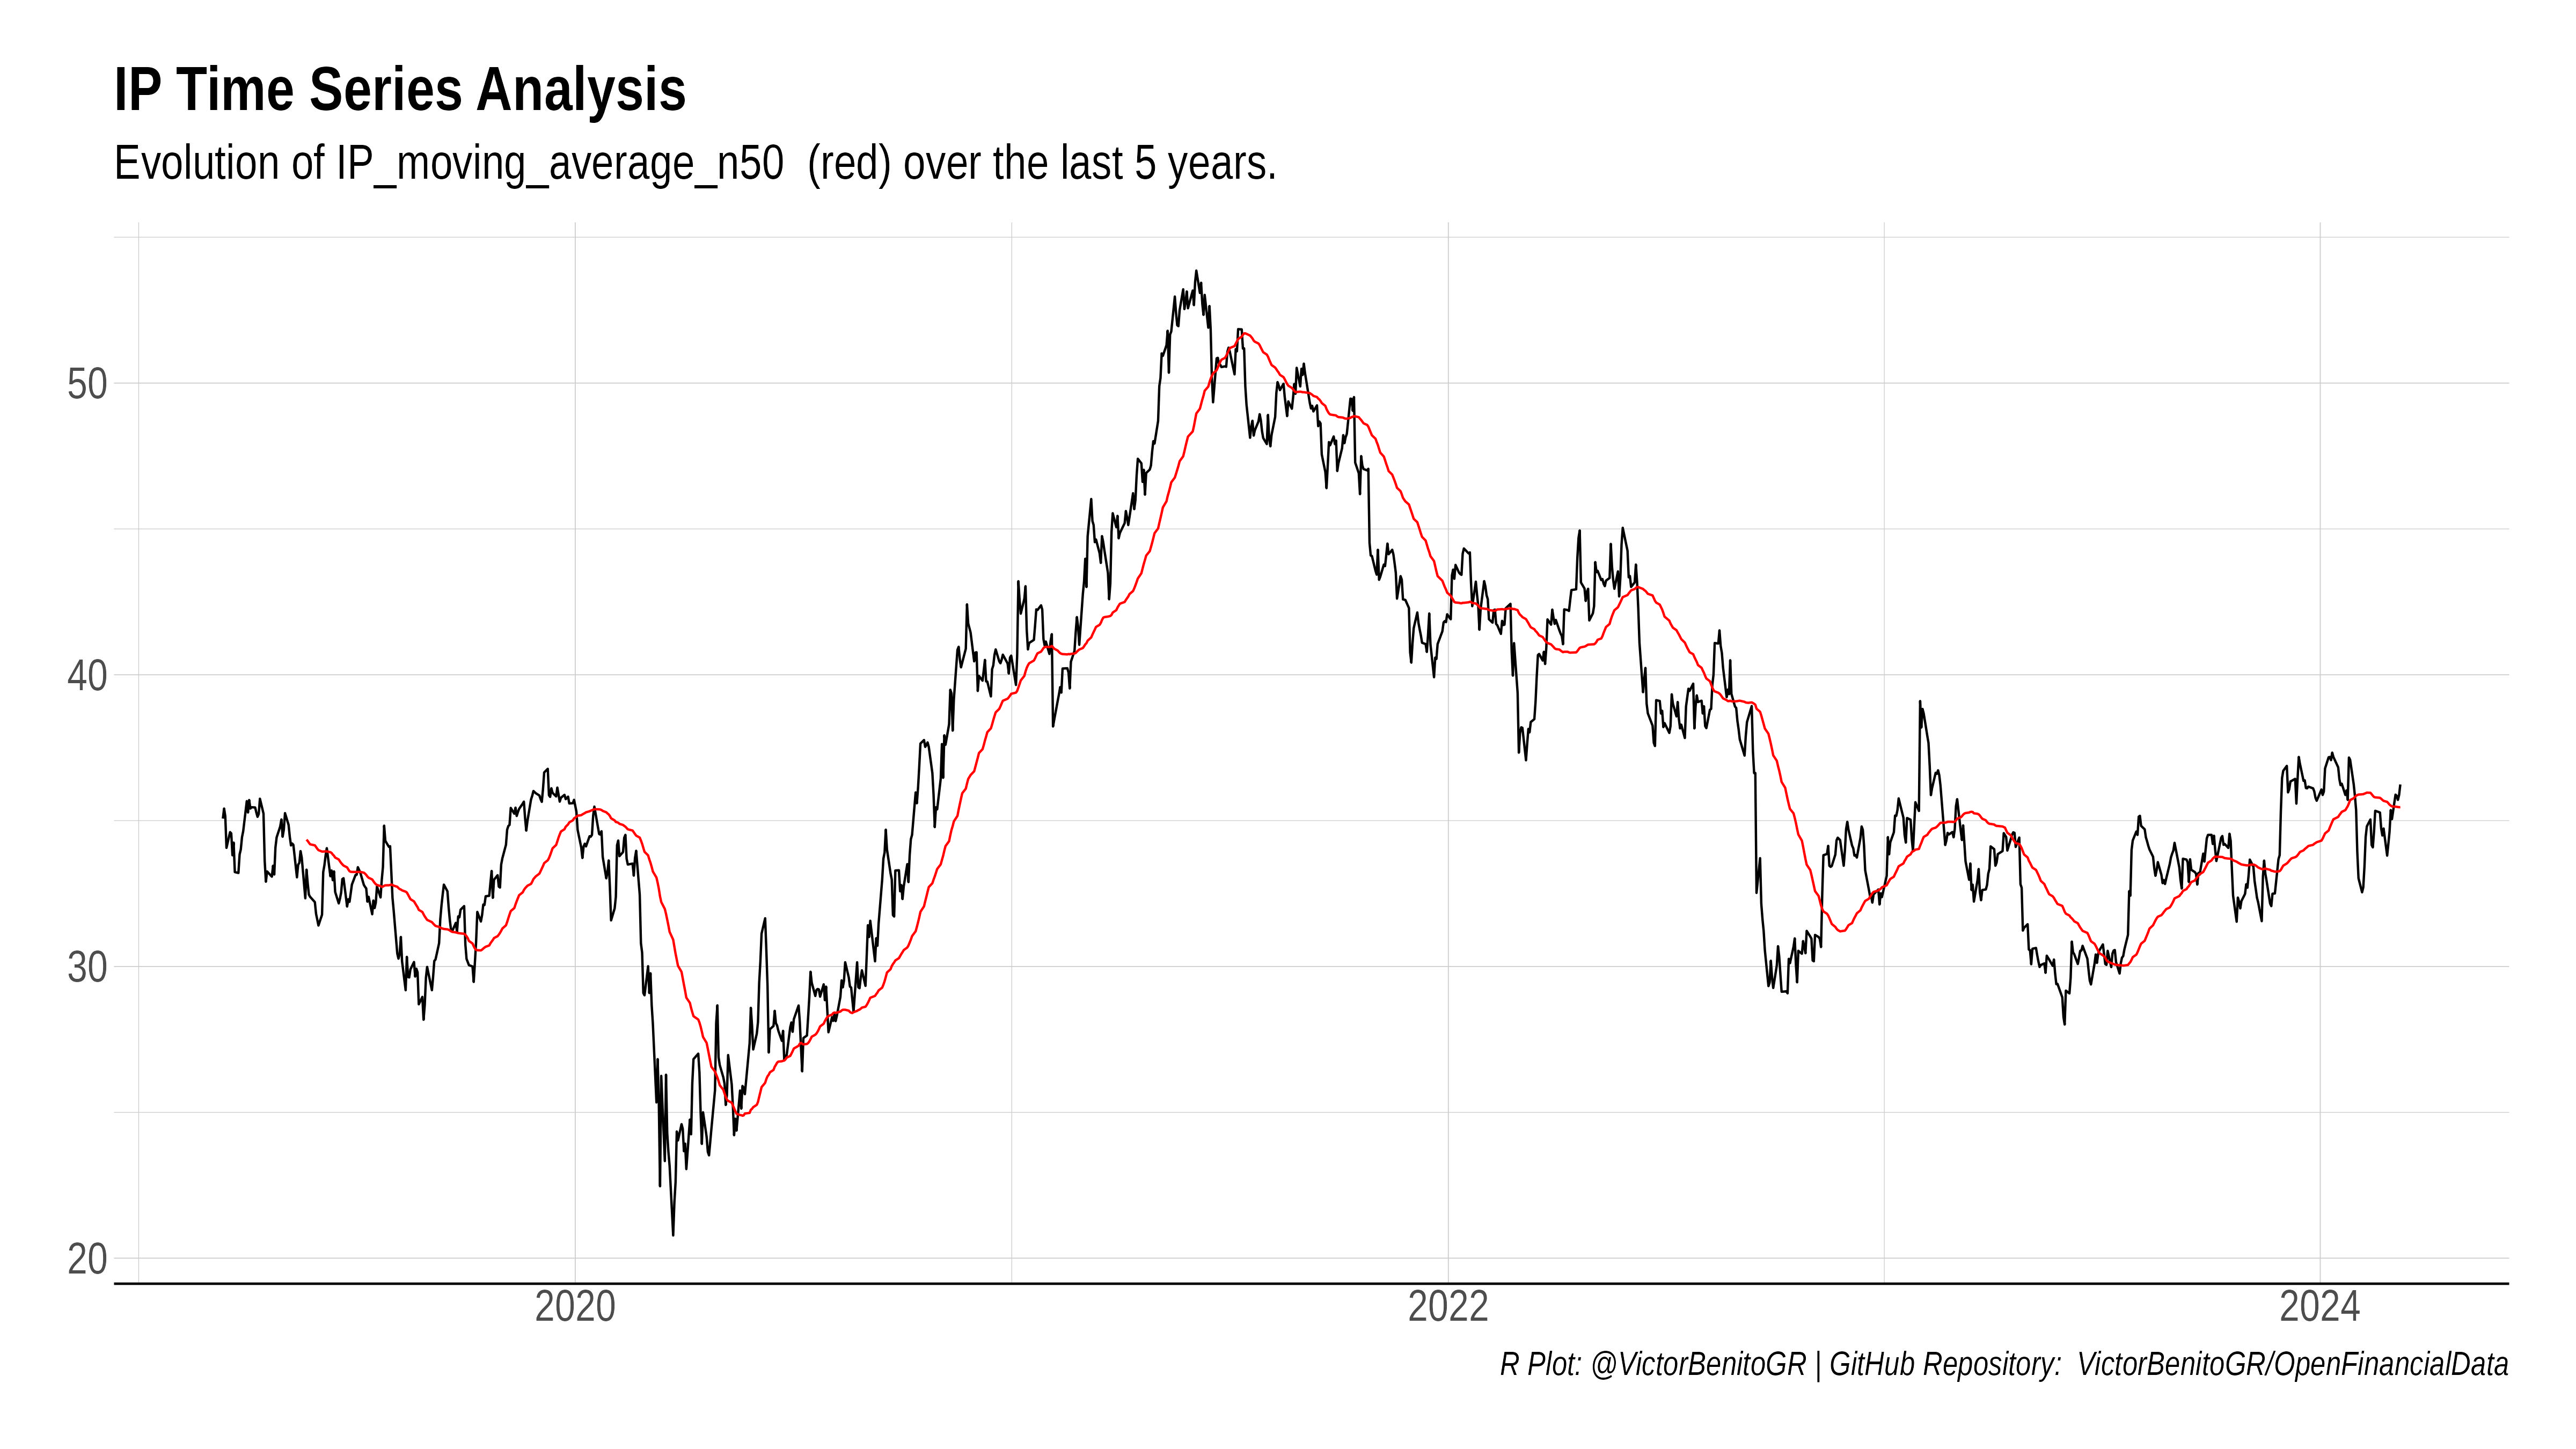 IP Time Series Analysis
Evolution of IP_moving_average_n50  (red) over the last 5 years.
50
40
30
20
2020 2022 2024
R Plot: @VictorBenitoGR | GitHub Repository:  VictorBenitoGR/OpenFinancialData